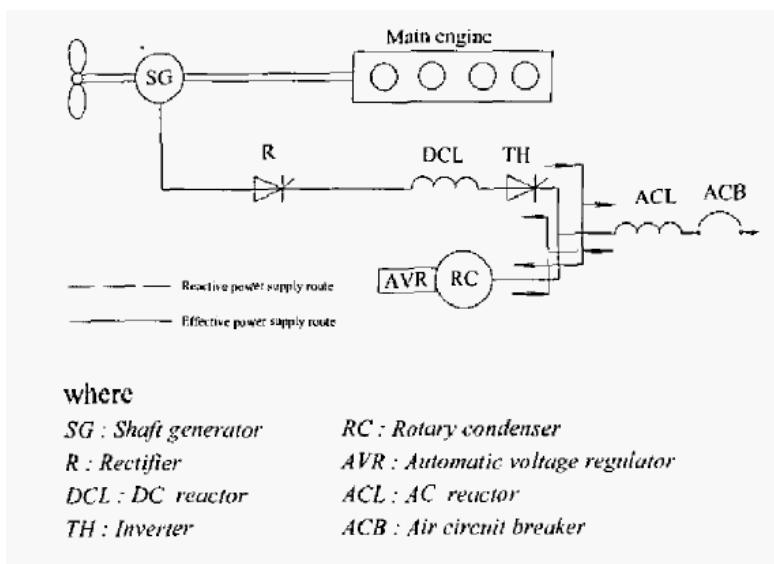 Main engine
SG
R
DCL
TH
ACL
ACB
AVR
RC
Reactive power supply route
Effective power supply route
where
SG : Shaft generator
RC : Rotary condenser
R : Rectifier
AVR : Automatic voltage regulator
DCL : DC reactor
ACL : AC reactor
TH : Inverter
ACB : Air circuit breaker